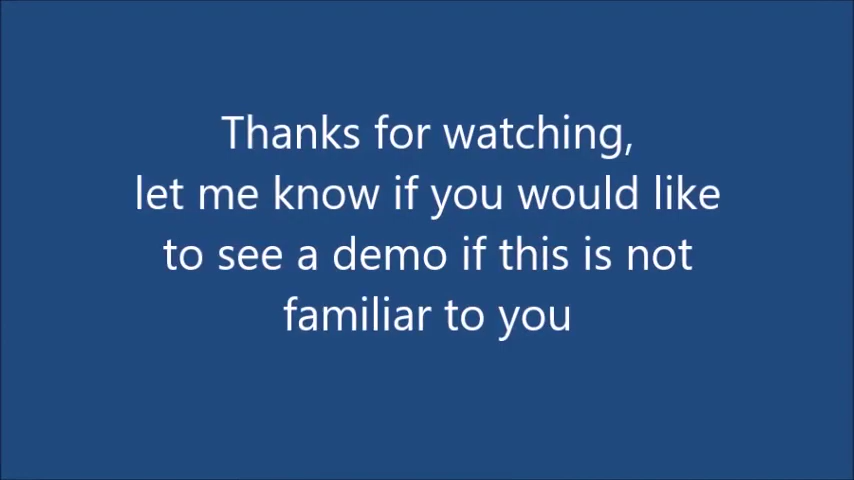 Thanks for watching,
let me know if you would like
to see a demo if this is not
familiar to you